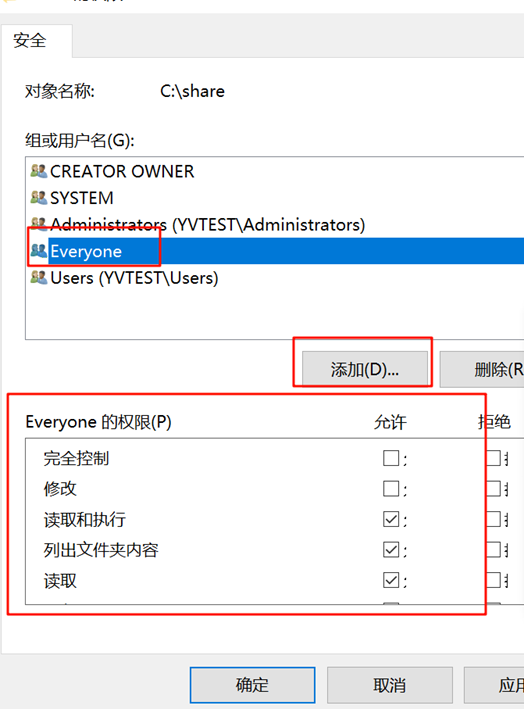 安全
对象名称: C:\share
组或用户名(G):
CREATOR OWNER
SYSTEM
Administrators (YVTEST\Administrators)
Everyone
Users (YVTEST\Users)
添加(D)... 删除(R
Everyone 的权限(P) 允许 拒绝
完全控制
修改
读取和执行
列出文件夹内容
读取
确定 取消 应用